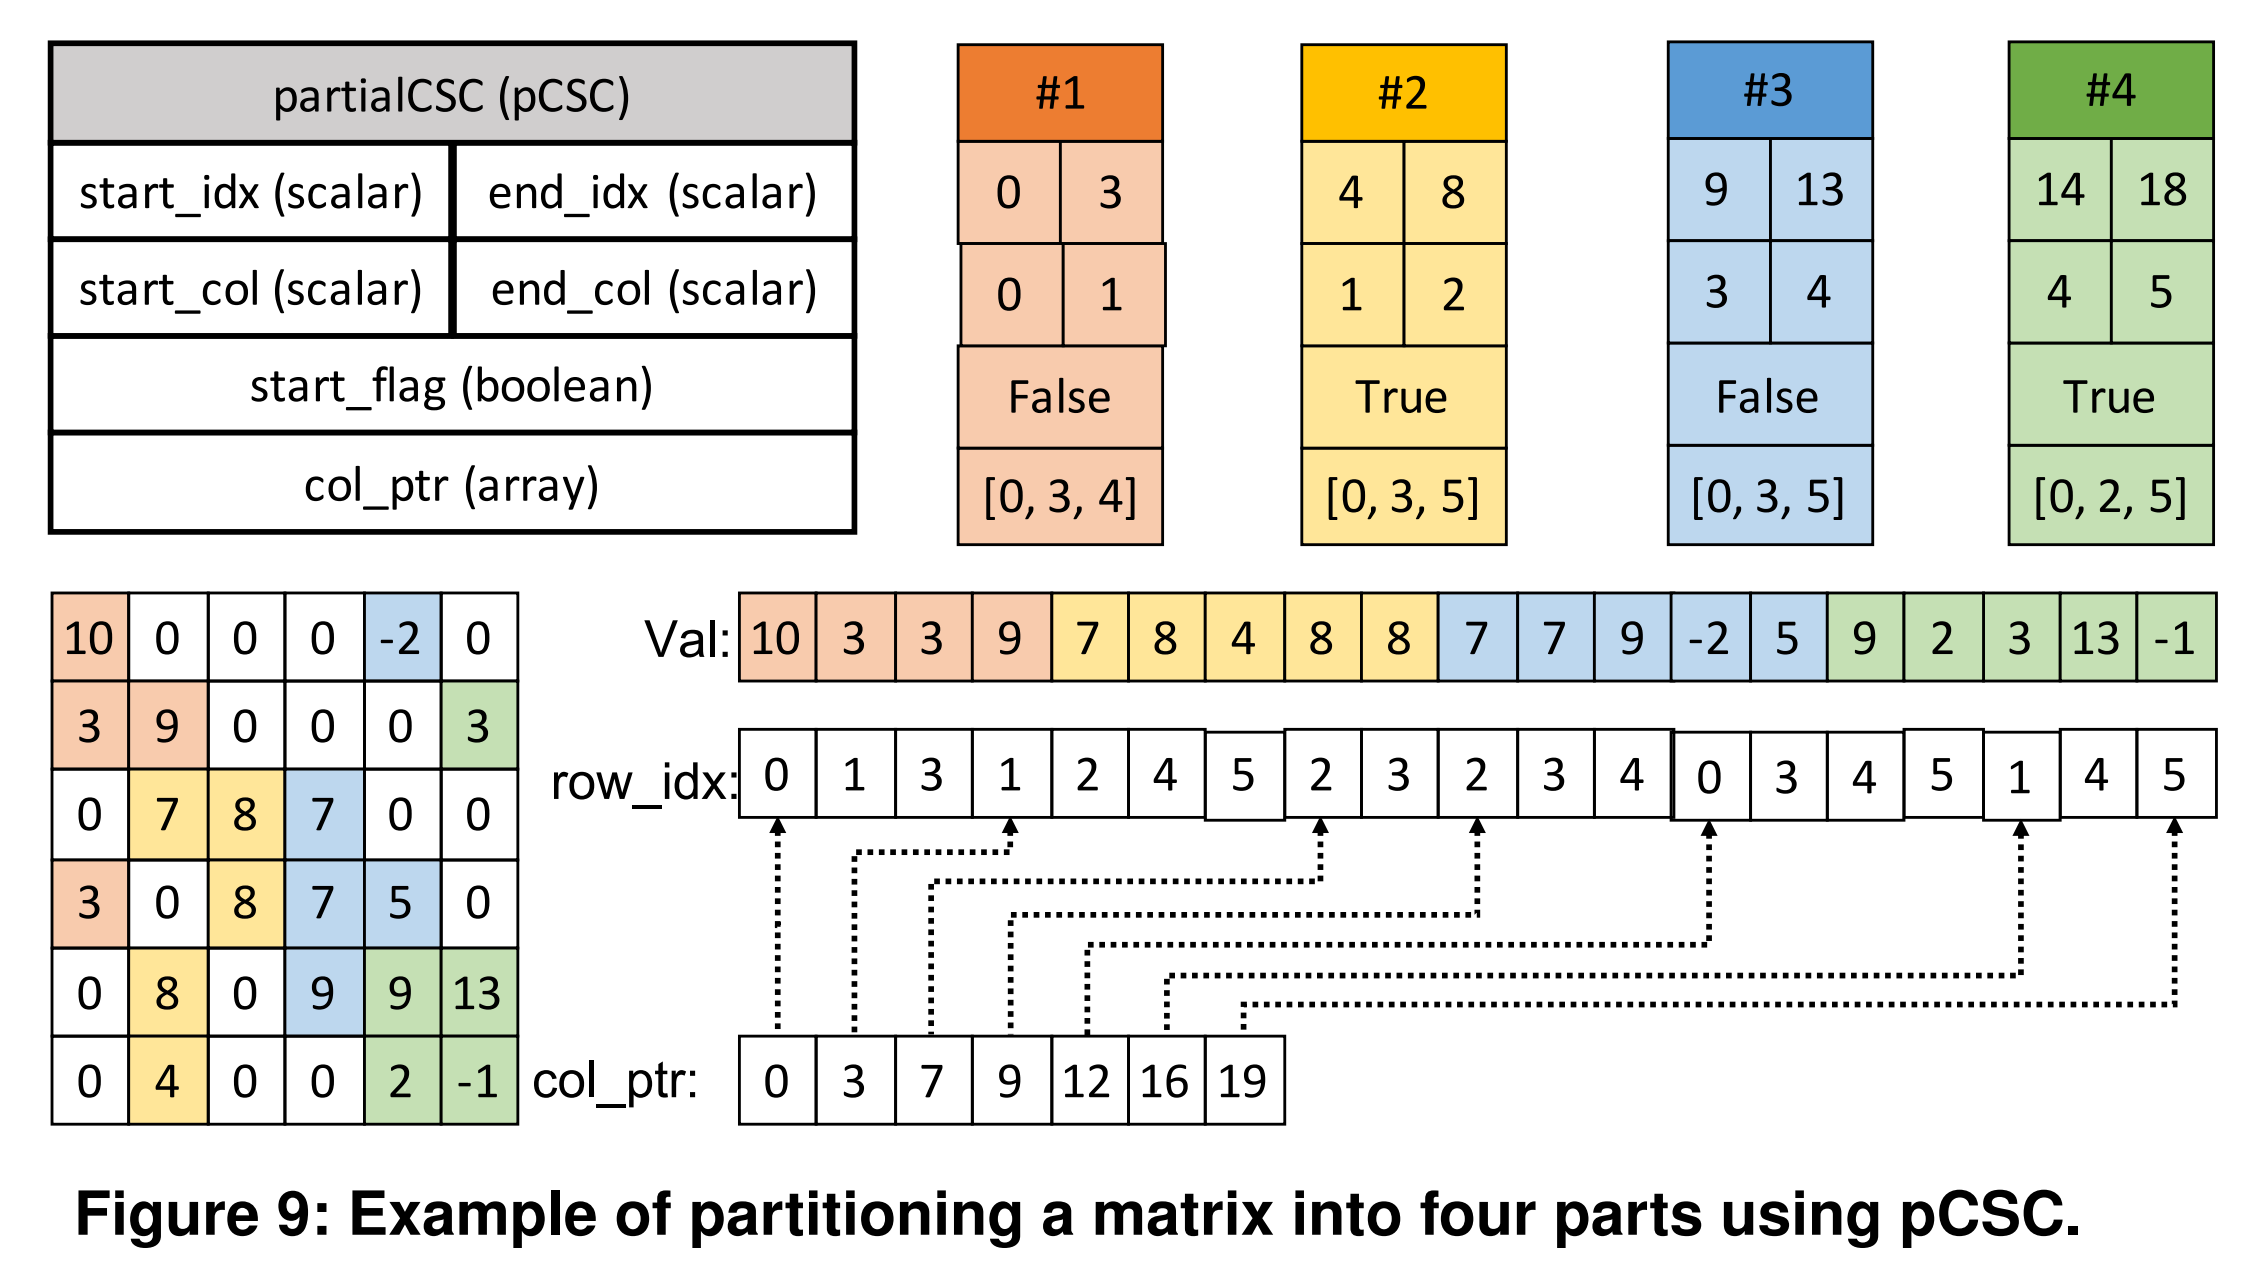 partialCSC (pCSC)
start_idx (scalar) end_idx (scalar)
start_col (scalar) end_col (scalar)
start_flag (boolean)
col_ptr (array)
#1
0 3
0 1
False
[0, 3, 4]
#2
4 8
1 2
True
[0, 3, 5]
#3
9 13
3 4
False
[0, 3, 5]
#4
14 18
4 5
True
[0, 2, 5]
10 0 0 0 -2 0
3 9 0 0 0 3
0 7 8 7 0 0
3 0 8 7 5 0
0 8 0 9 9 13
0 4 0 0 2 -1
Val: 10 3 3 9 7 8 4 8 8 7 7 9 -2 5 9 2 3 13 -1
row_idx: 0 1 3 1 2 4 5 2 3 2 3 4 0 3 4 5 1 4 5
col_ptr: 0 3 7 9 12 16 19
Figure 9: Example of partitioning a matrix into four parts using pCSC.